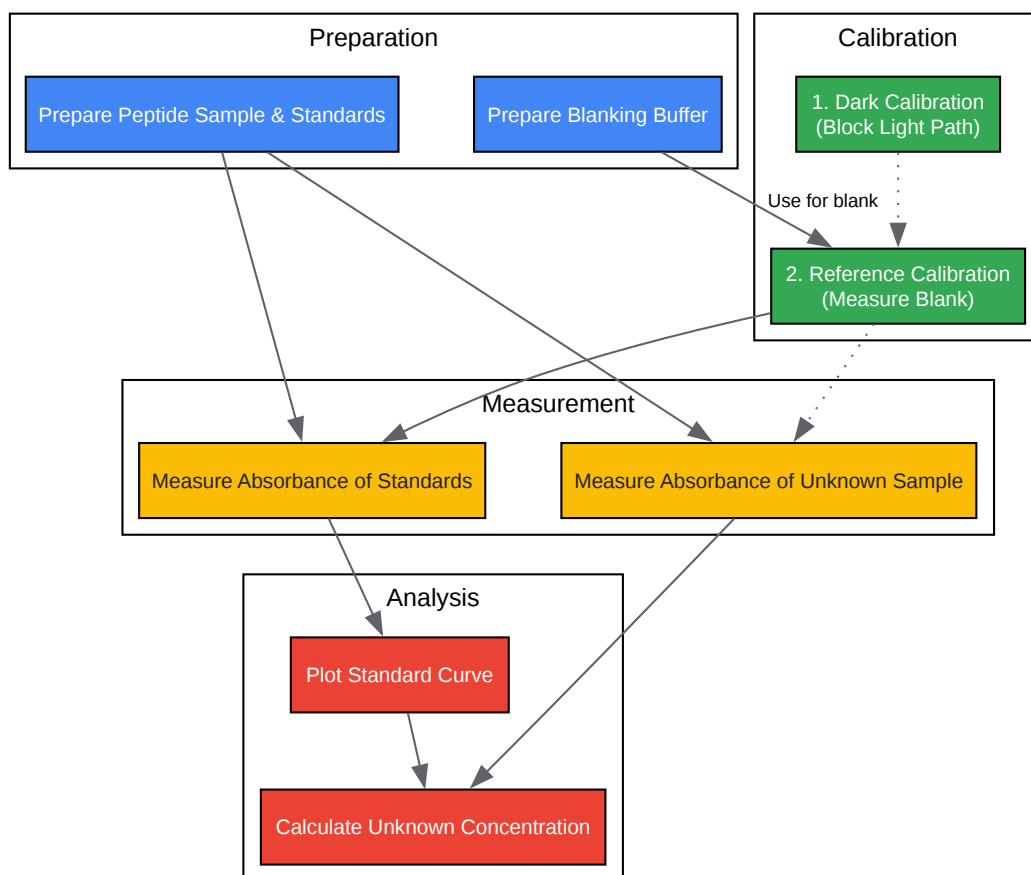 Preparation
Calibration
Prepare Peptide Sample & Standards
Prepare Blanking Buffer
1. Dark Calibration
(Block Light Path)
Use for blank
2. Reference Calibration
(Measure Blank)
Measurement
Measure Absorbance of Standards
Measure Absorbance of Unknown Sample
Analysis
Plot Standard Curve
Calculate Unknown Concentration